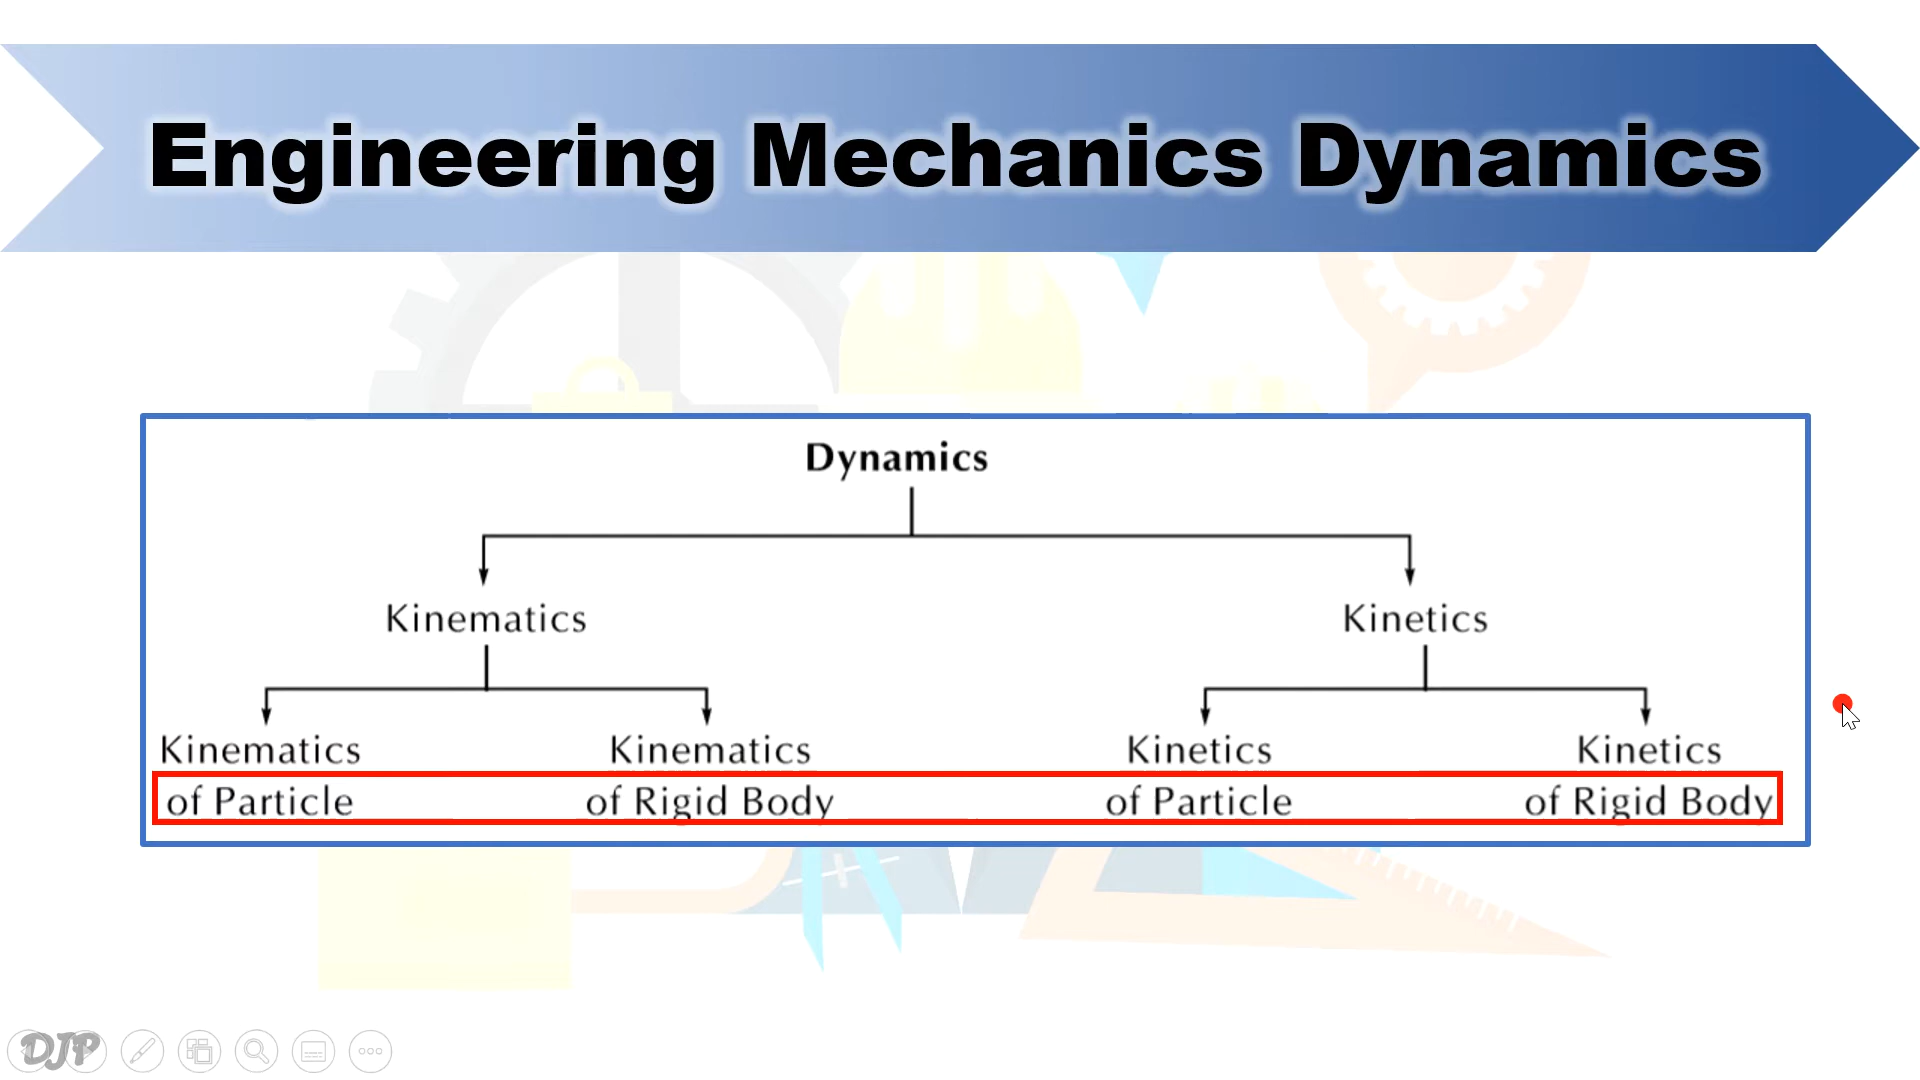 Engineering Mechanics Dynamics
Dynamics
Kinematics
Kinetics
Kinematics
of Particle
Kinematics
of Rigid Body
Kinetics
of Particle
Kinetics
of Rigid Body
DJP